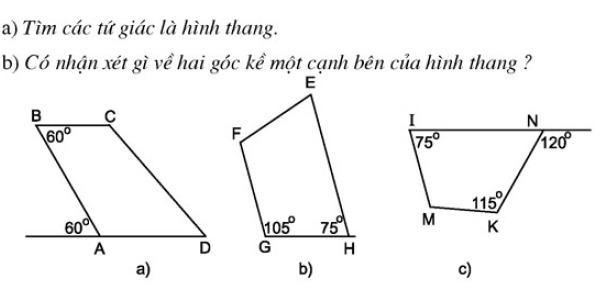 a) Tìm các tứ giác là hình thang.
b) Có nhận xét gì về hai góc kề một cạnh bên của hình thang ?
E
B C
I N
60° F 75° 120°
115°
60° 105° 75° M K
A D G H
a) b) c)